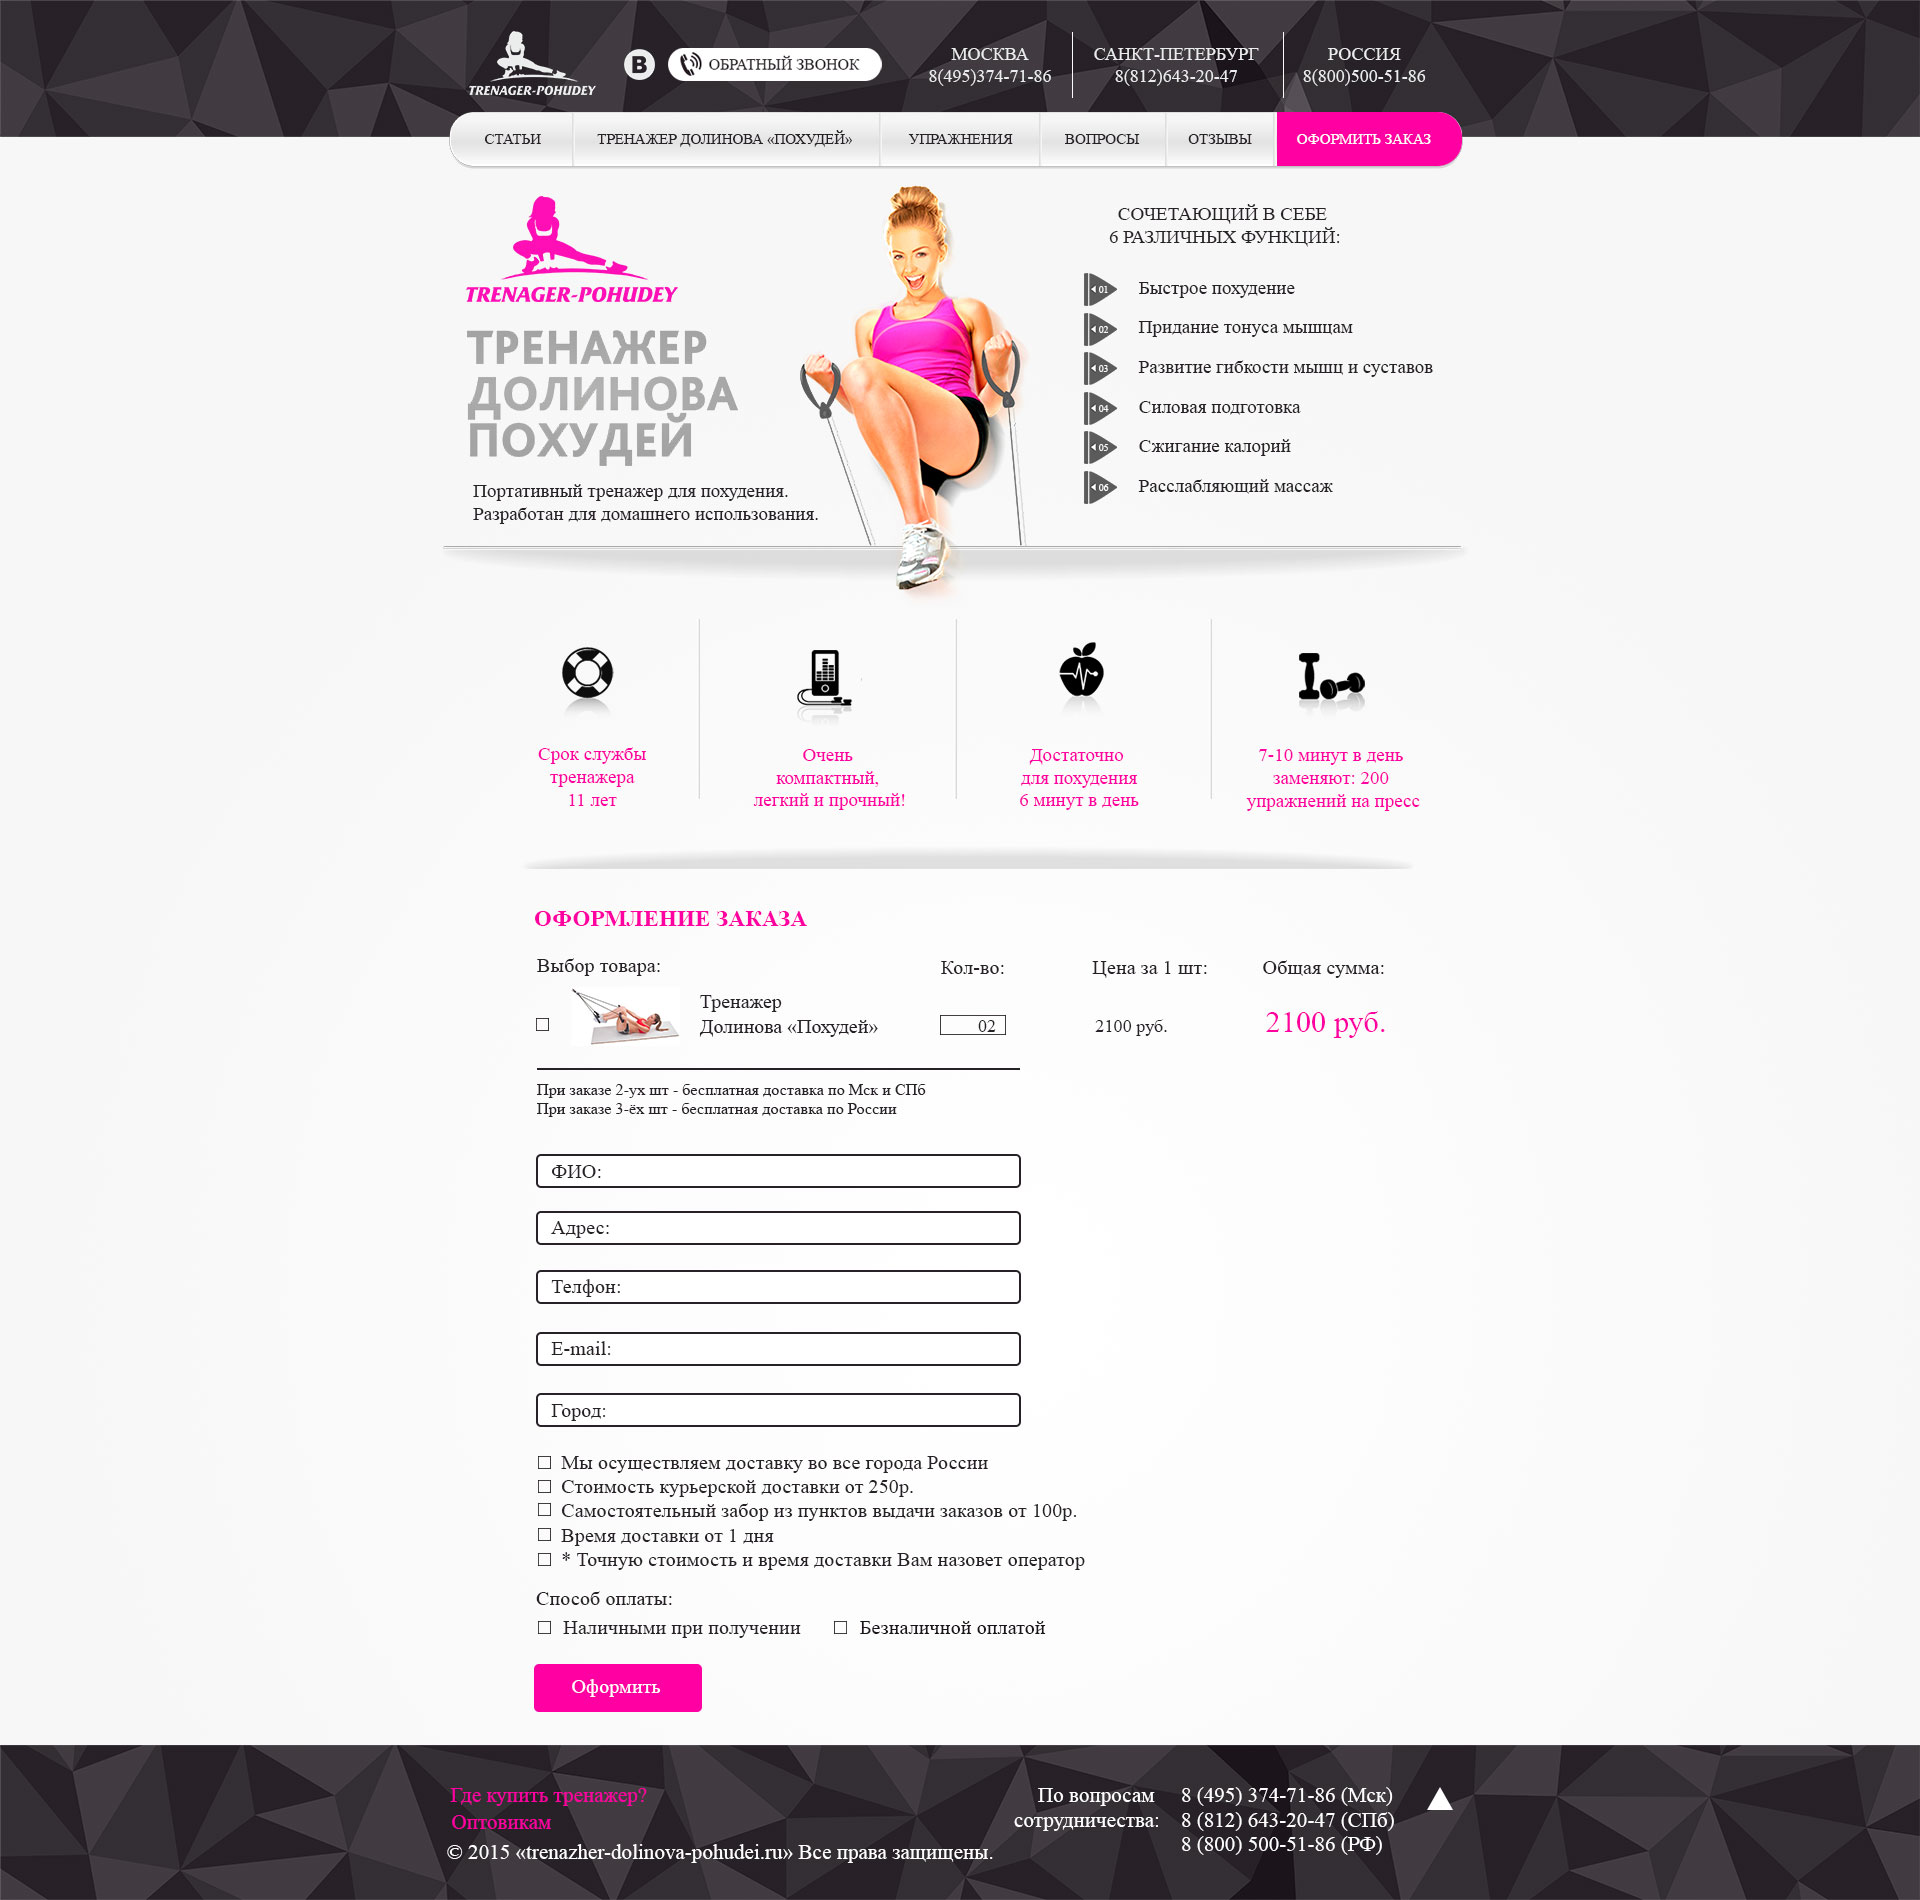 TRENAGER-POHUDEY
В
ОБРАТНЫЙ ЗВОНОК
МОСКВА
8(495)374-71-86
САНКТ-ПЕТЕРБУРГ
8(812)643-20-47
РОССИЯ
8(800)500-51-86
СТАТЬИ
ТРЕНАЖЕР ДОЛИНОВА «ПОХУДЕЙ»
УПРАЖНЕНИЯ
ВОПРОСЫ
ОТЗЫВЫ
ОФОРМИТЬ ЗАКАЗ
TRENAGER-POHUDEY
ТРЕНАЖЕР
ДОЛИНОВА
ПОХУДЕЙ
Портативный тренажер для похудения.
Разработан для домашнего использования.
СОЧЕТАЮЩИЙ В СЕБЕ
6 РАЗЛИЧНЫХ ФУНКЦИЙ:
01 Быстрое похудение
02 Придание тонуса мышцам
03 Развитие гибкости мышц и суставов
04 Силовая подготовка
05 Сжигание калорий
06 Расслабляющий массаж
Срок службы
тренажера
11 лет
Очень
компактный,
легкий и прочный!
Достаточно
для похудения
6 минут в день
7-10 минут в день
заменяют: 200
упражнений на пресс
ОФОРМЛЕНИЕ ЗАКАЗА
Выбор товара:
Кол-во:
Цена за 1 шт:
Общая сумма:
Тренажер
Долинова «Похудей»
02
2100 руб.
2100 руб.
При заказе 2-ух шт - бесплатная доставка по Мск и СПб
При заказе 3-ёх шт - бесплатная доставка по России
ФИО:
Адрес:
Телфон:
E-mail:
Город:
Мы осуществляем доставку во все города России
Стоимость курьерской доставки от 250р.
Самостоятельный забор из пунктов выдачи заказов от 100р.
Время доставки от 1 дня
* Точную стоимость и время доставки Вам назовет оператор
Способ оплаты:
Наличными при получении
Безналичной оплатой
Оформить
Где купить тренажер?
Оптовикам
© 2015 «trenazher-dolinova-pohudei.ru» Все права защищены.
По вопросам
сотрудничества:
8 (495) 374-71-86 (Мск)
8 (812) 643-20-47 (СПб)
8 (800) 500-51-86 (РФ)